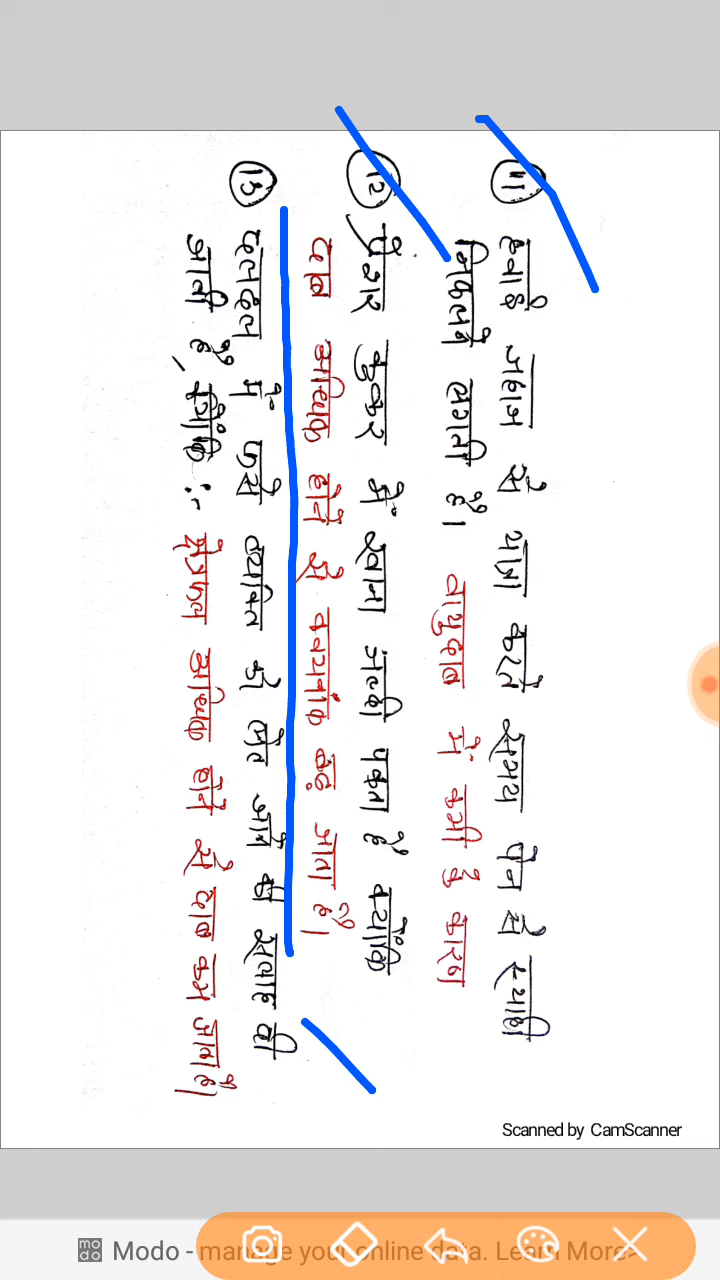 11 हवाई जहाज से यात्रा करते समय पेन से स्याही
निकलने लगती है। वायुदाब में कमी के कारण
12 प्रेशर कुकर में खाना जल्दी पकता है क्योंकि
दाब अधिक होने से क्वथनांक बढ़ जाता है।
13 दलदल में फंसे व्यक्ति को लेट जाने की सलाह दी
जाती है, क्योंकि :- क्षेत्रफल अधिक होने से दाब कम लगता है।
Scanned by CamScanner
Modo - manage your online data. Learn More>